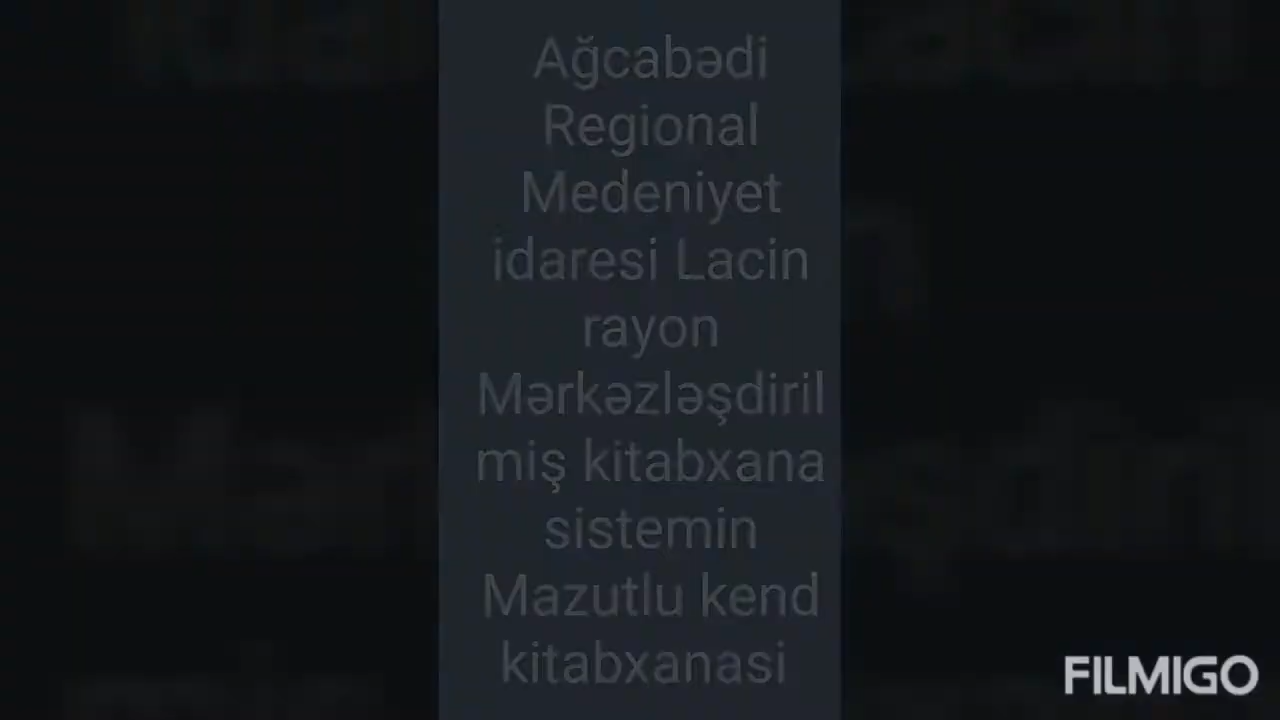 Ağcabədi
Regional
Medeniyet
idaresi Lacin
rayon
Mərkəzləşdiril
miş kitabxana
sistemin
Mazutlu kend
kitabxanasi
FILMIGO